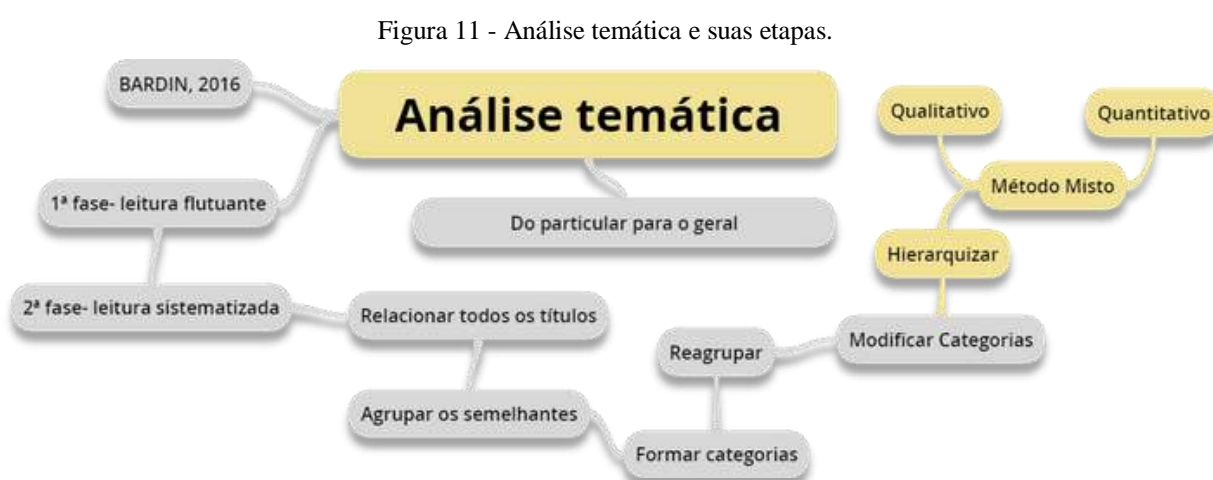 Figura 11 - Análise temática e suas etapas.
BARDIN, 2016
Análise temática
Qualitativo
Quantitativo
Método Misto
1ª fase- leitura flutuante
Do particular para o geral
Hierarquizar
2ª fase- leitura sistematizada
Relacionar todos os títulos
Modificar Categorias
Reagrupar
Agrupar os semelhantes
Formar categorias